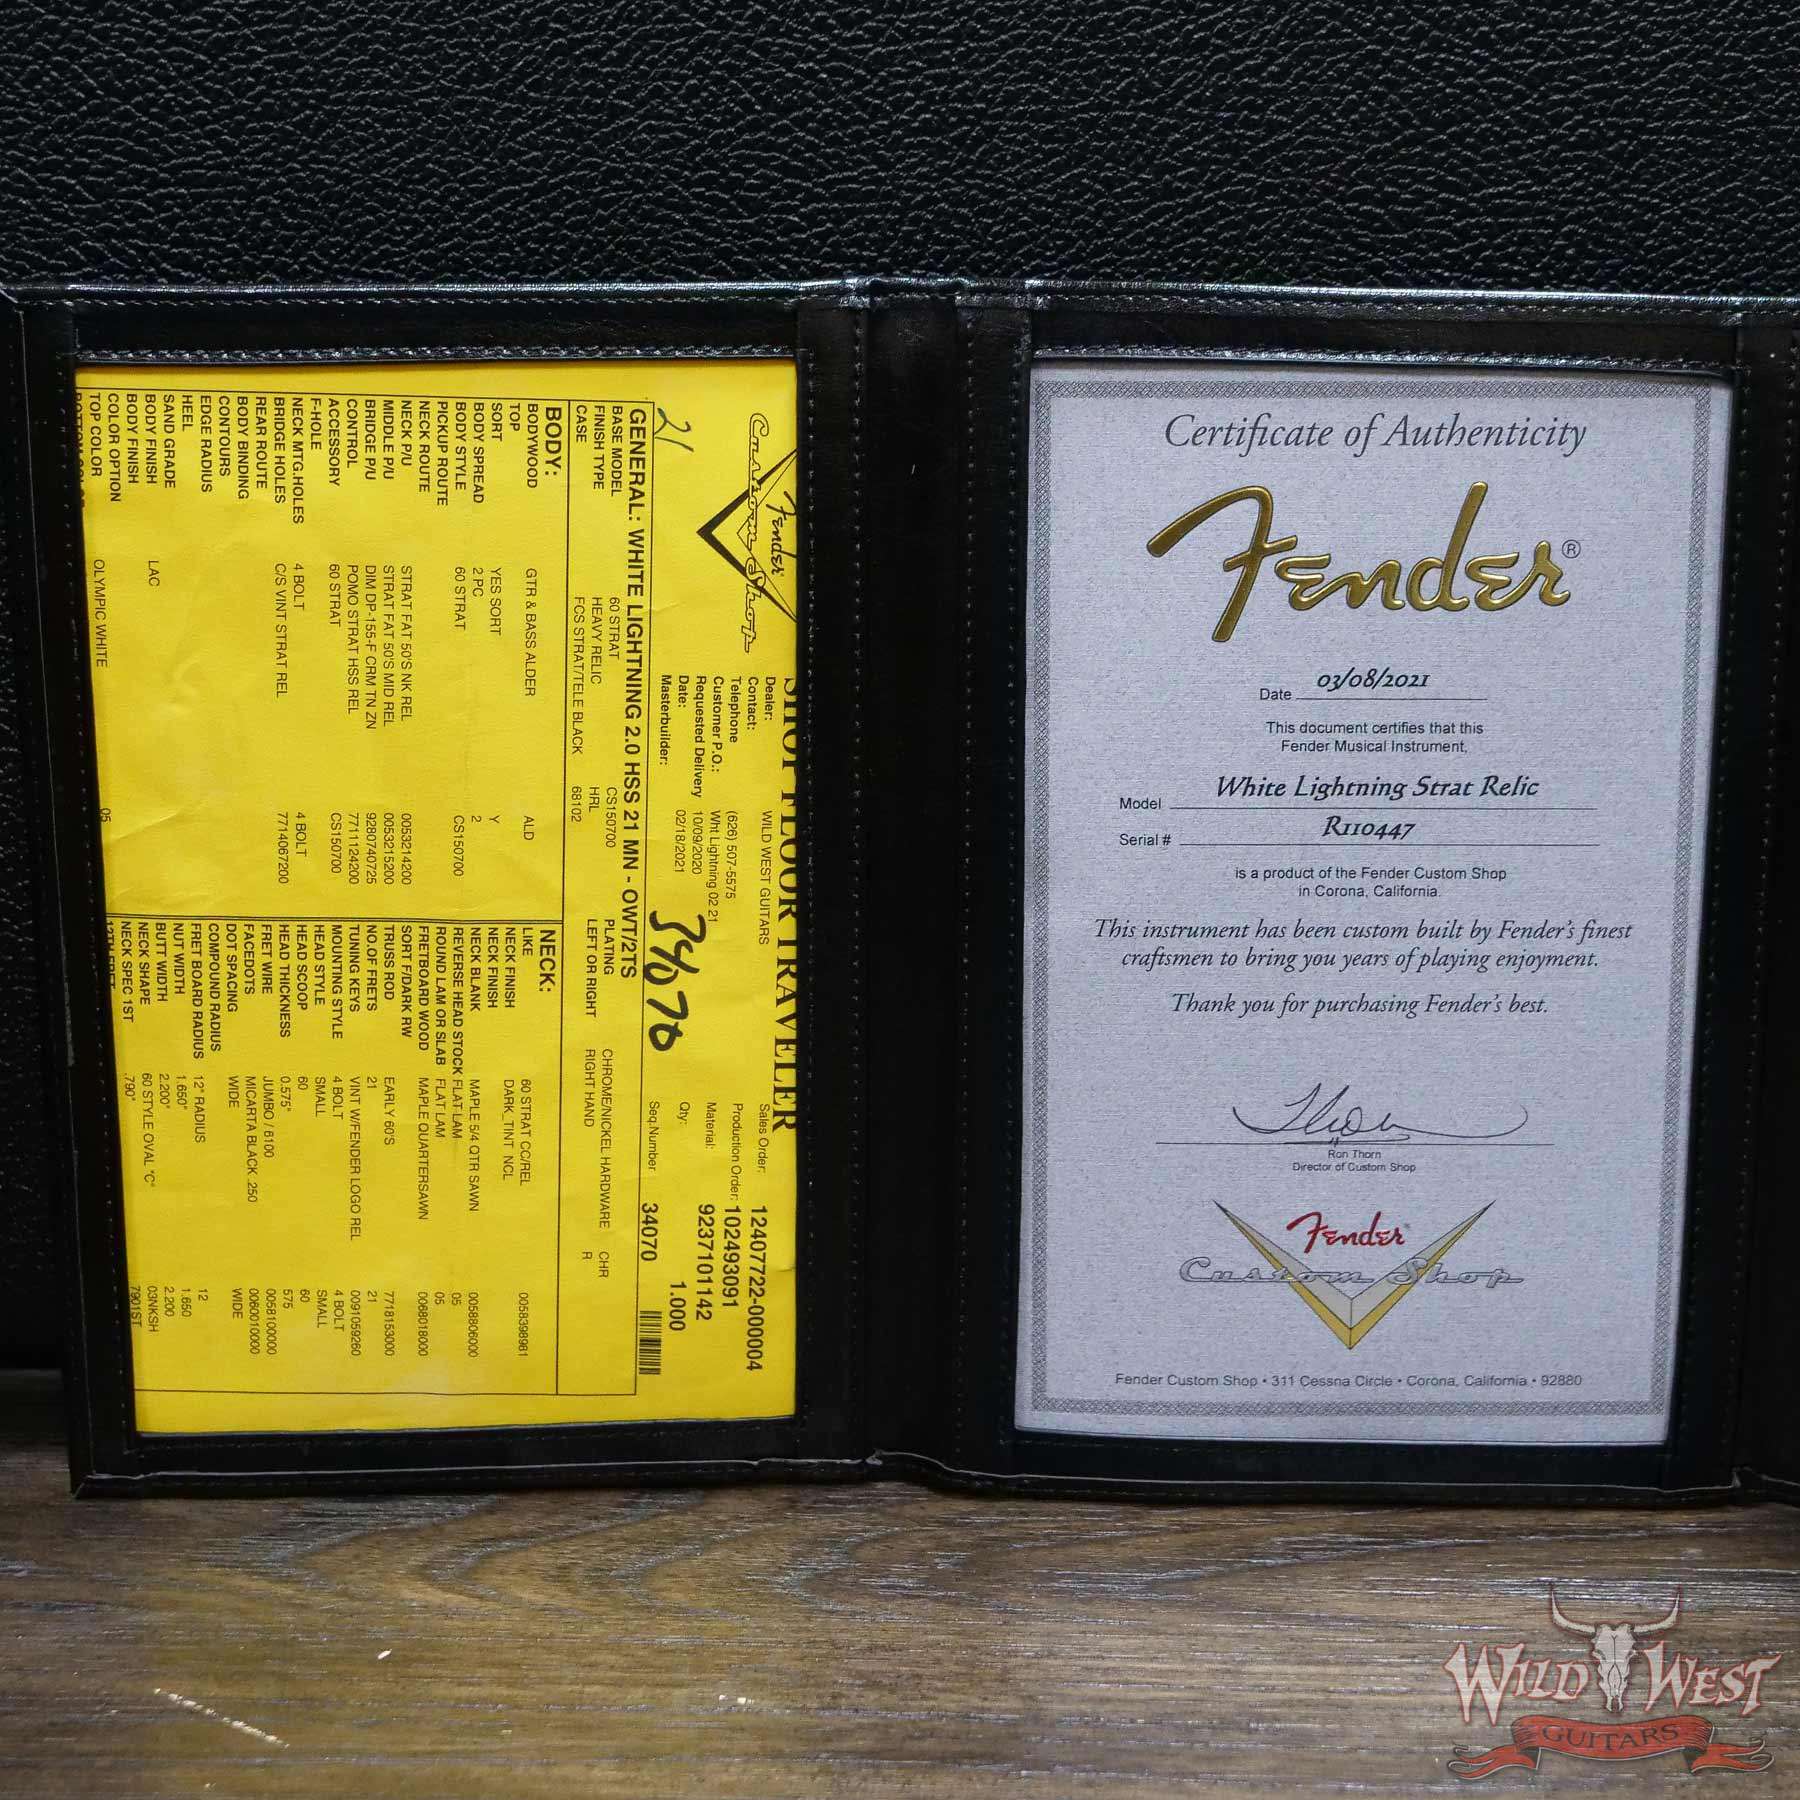 Fender
Custom Shop
SHOP FLOOR TRAVELER
Dealer: WILD WEST GUITARS
Contact:
Telephone (626) 507-5575
Customer P.O.: Wht Lightning 02 21
Requested Delivery 10/09/2020
Date: 02/18/2021
Masterbuilder:
Sales Order: 12407722-000004
Production Order: 102493091
Material: 9237101142
Qty: 1.000
Seq.Number 34070
21
34070
GENERAL: WHITE LIGHTNING 2.0 HSS 21 MN - OWT/2TS
BASE MODEL 60 STRAT CS150700 PLATING CHROME/NICKEL HARDWARE CHR
FINISH TYPE HEAVY RELIC HRL LEFT OR RIGHT RIGHT HAND R
CASE FCS STRAT/TELE BLACK 68102
BODY:
BODYWOOD GTR & BASS ALDER ALD
TOP
SORT YES SORT Y
BODY SPREAD 2 PC 2
BODY STYLE 60 STRAT CS150700
PICKUP ROUTE
NECK ROUTE
NECK P/U STRAT FAT 50'S NK REL 0053214200
MIDDLE P/U STRAT FAT 50'S MID REL 0053215200
BRIDGE P/U DIM DP-155-F CRM TN ZN 9280740725
CONTROL POMO STRAT HSS REL 7711124200
ACCESSORY 60 STRAT CS150700
F-HOLE
NECK MTG.HOLES 4 BOLT 4 BOLT
BRIDGE HOLES C/S VINT STRAT REL 7714067200
REAR ROUTE
BODY BINDING
CONTOURS
EDGE RADIUS
HEEL
SAND GRADE
BODY FINISH LAC
BODY FINISH
COLOR OPTION
TOP COLOR OLYMPIC WHITE 05
NECK:
LIKE 60 STRAT CC/REL 0058398981
NECK FINISH DARK_TINT NCL
NECK FINISH
NECK BLANK MAPLE 5/4 QTR SAWN 0058806000
REVERSE HEAD STOCK FLAT LAM 05
ROUND LAM OR SLAB FLAT LAM 05
FRETBOARD WOOD MAPLE QUARTERSAWN 0088018000
SORT F/DARK RW
TRUSS ROD EARLY 60'S 7718153000
NO.OF FRETS 21 21
TUNING KEYS VINT W/FENDER LOGO REL 0091059260
MOUNTING STYLE 4 BOLT 4 BOLT
HEAD STYLE SMALL SMALL
HEAD SCOOP 60 60
HEAD THICKNESS 0.575" 575
FRET WIRE JUMBO / 6100 0058100000
FACEDOTS MICARTA BLACK .250 0060010000
DOT SPACING WIDE WIDE
COMPOUND RADIUS
FRET BOARD RADIUS 12" RADIUS 12
NUT WIDTH 1.650" 1.650
BUTT WIDTH 2.200" 2.200
NECK SHAPE 60 STYLE OVAL "C" 03NKSH
NECK SPEC 1ST .790" 7901ST
Certificate of Authenticity
Fender®
Date 03/08/2021
This document certifies that this
Fender Musical Instrument,
Model White Lightning Strat Relic
Serial # R110447
is a product of the Fender Custom Shop
in Corona, California.
This instrument has been custom built by Fender's finest
craftsmen to bring you years of playing enjoyment.
Thank you for purchasing Fender's best.
Ron Thorn
Director of Custom Shop
Fender
Custom Shop
Fender Custom Shop • 311 Cessna Circle • Corona, California • 92880
WILD WEST
GUITARS